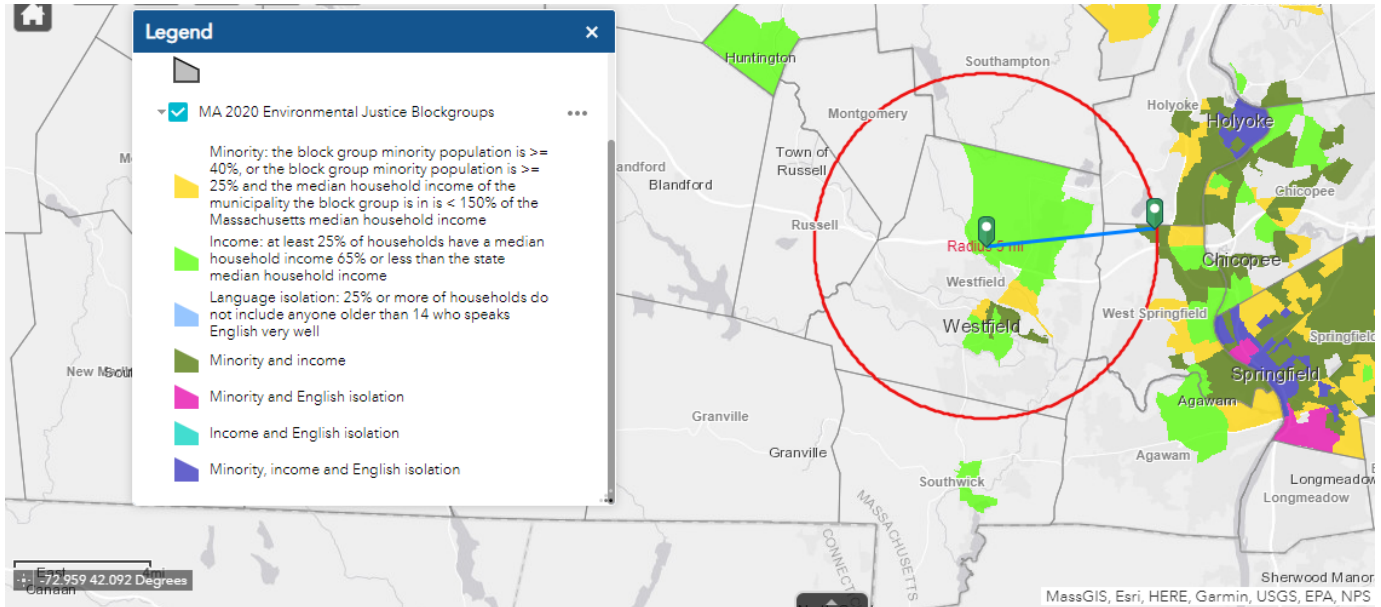 Legend
×
MA 2020 Environmental Justice Blockgroups
Minority: the block group minority population is >=
40%, or the block group minority population is >=
25% and the median household income of the
municipality the block group is in is < 150% of the
Massachusetts median household income
Income: at least 25% of households have a median
household income 65% or less than the state
median household income
Language isolation: 25% or more of households do
not include anyone older than 14 who speaks
English very well
Minority and income
Minority and English isolation
Income and English isolation
Minority, income and English isolation
Huntington
Southampton
Montgomery
Holyoke
Holyoke
Town of
Russell
Blandford
Chicopee
Russell
Radius 5 mi
Chicopee
Westfield
Westfield
West Springfield
Springfield
Springfield
Agawam
Granville
Granville
Agawam
Southwick
Longmeadow
Longmeadow
MASSACHUSETTS
East
Canaan
4mi
-72.959 42.092 Degrees
Sherwood Manor
MassGIS, Esri, HERE, Garmin, USGS, EPA, NPS